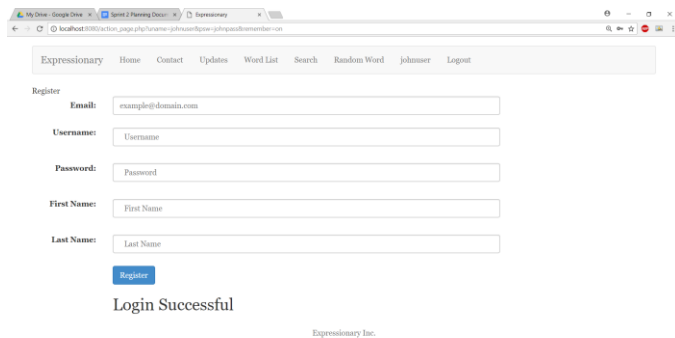 My Drive - Google Drive
Sprint 2 Planning Docum
Expressionary
localhost:8080/action_page.php?uname=johnuser&psw=johnpass&remember=on
Expressionary Home Contact Updates Word List Search Random Word johnuser Logout
Register
Email: example@domain.com
Username: Username
Password: Password
First Name: First Name
Last Name: Last Name
Register
Login Successful
Expressionary Inc.